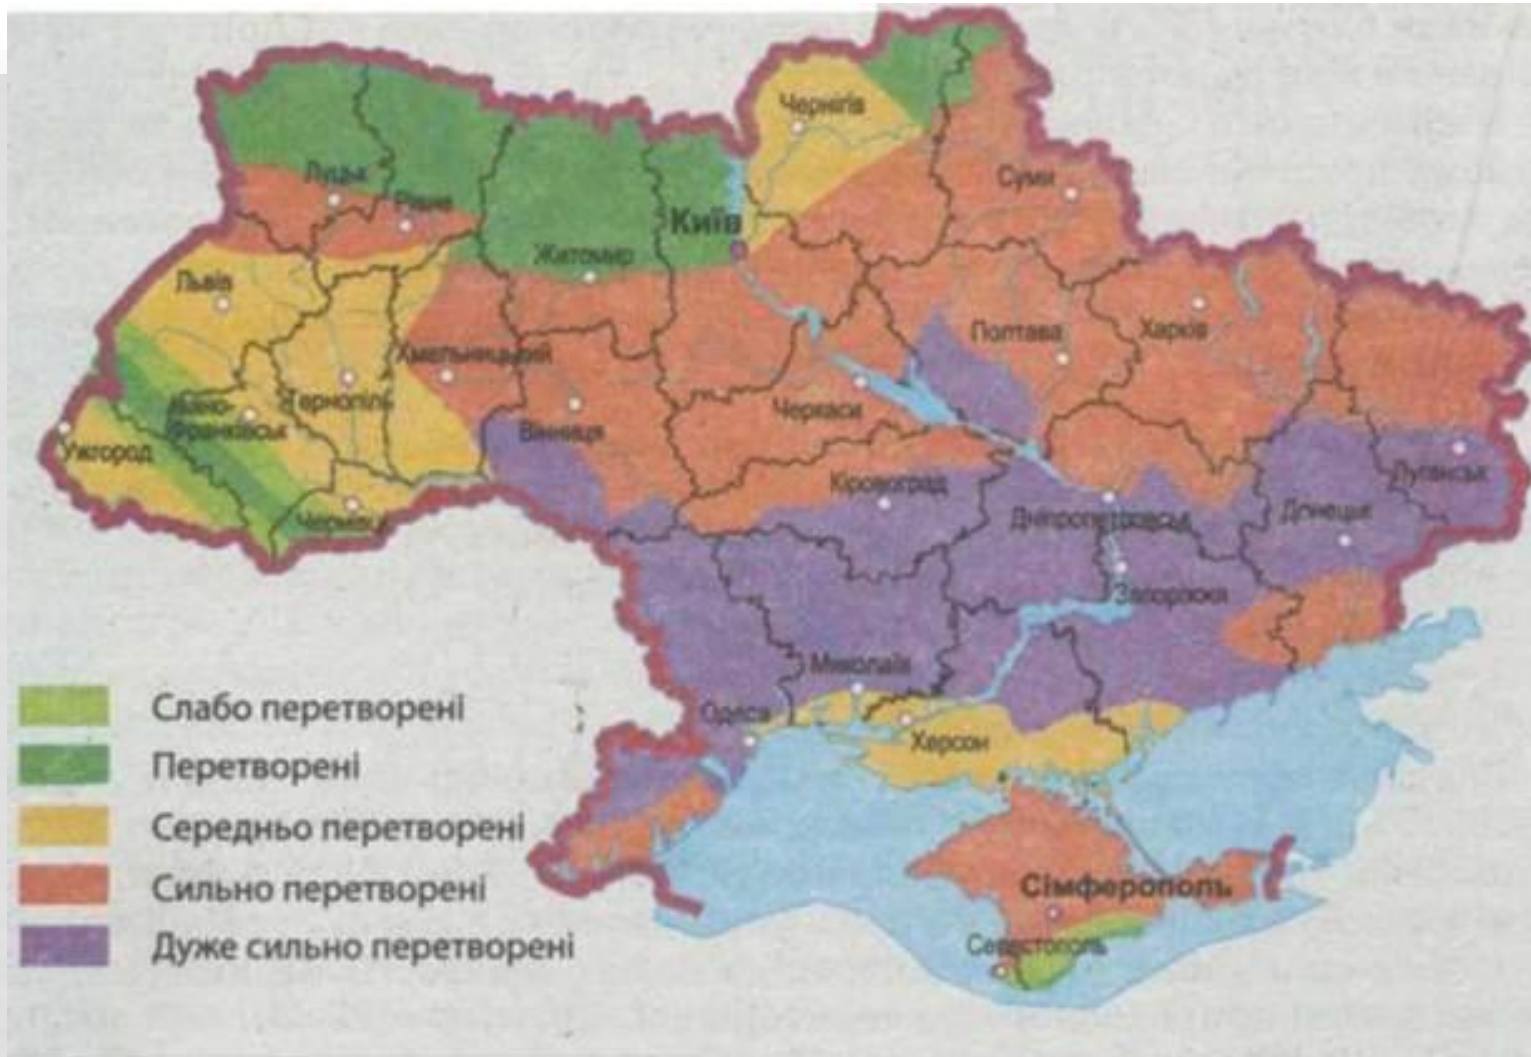 Чернігів
Луцьк
Рівне
Суми
Київ
Житомир
Львів
Полтава
Харків
Хмельницький
Тернопіль
Івано-
Франківськ
Черкаси
Вінниця
Ужгород
Луганськ
Кіровоград
Чернівці
Дніпропетровськ
Донецьк
Запоріжжя
Миколаїв
Одеса
Херсон
Сімферополь
Севастополь
Слабо перетворені
Перетворені
Середньо перетворені
Сильно перетворені
Дуже сильно перетворені